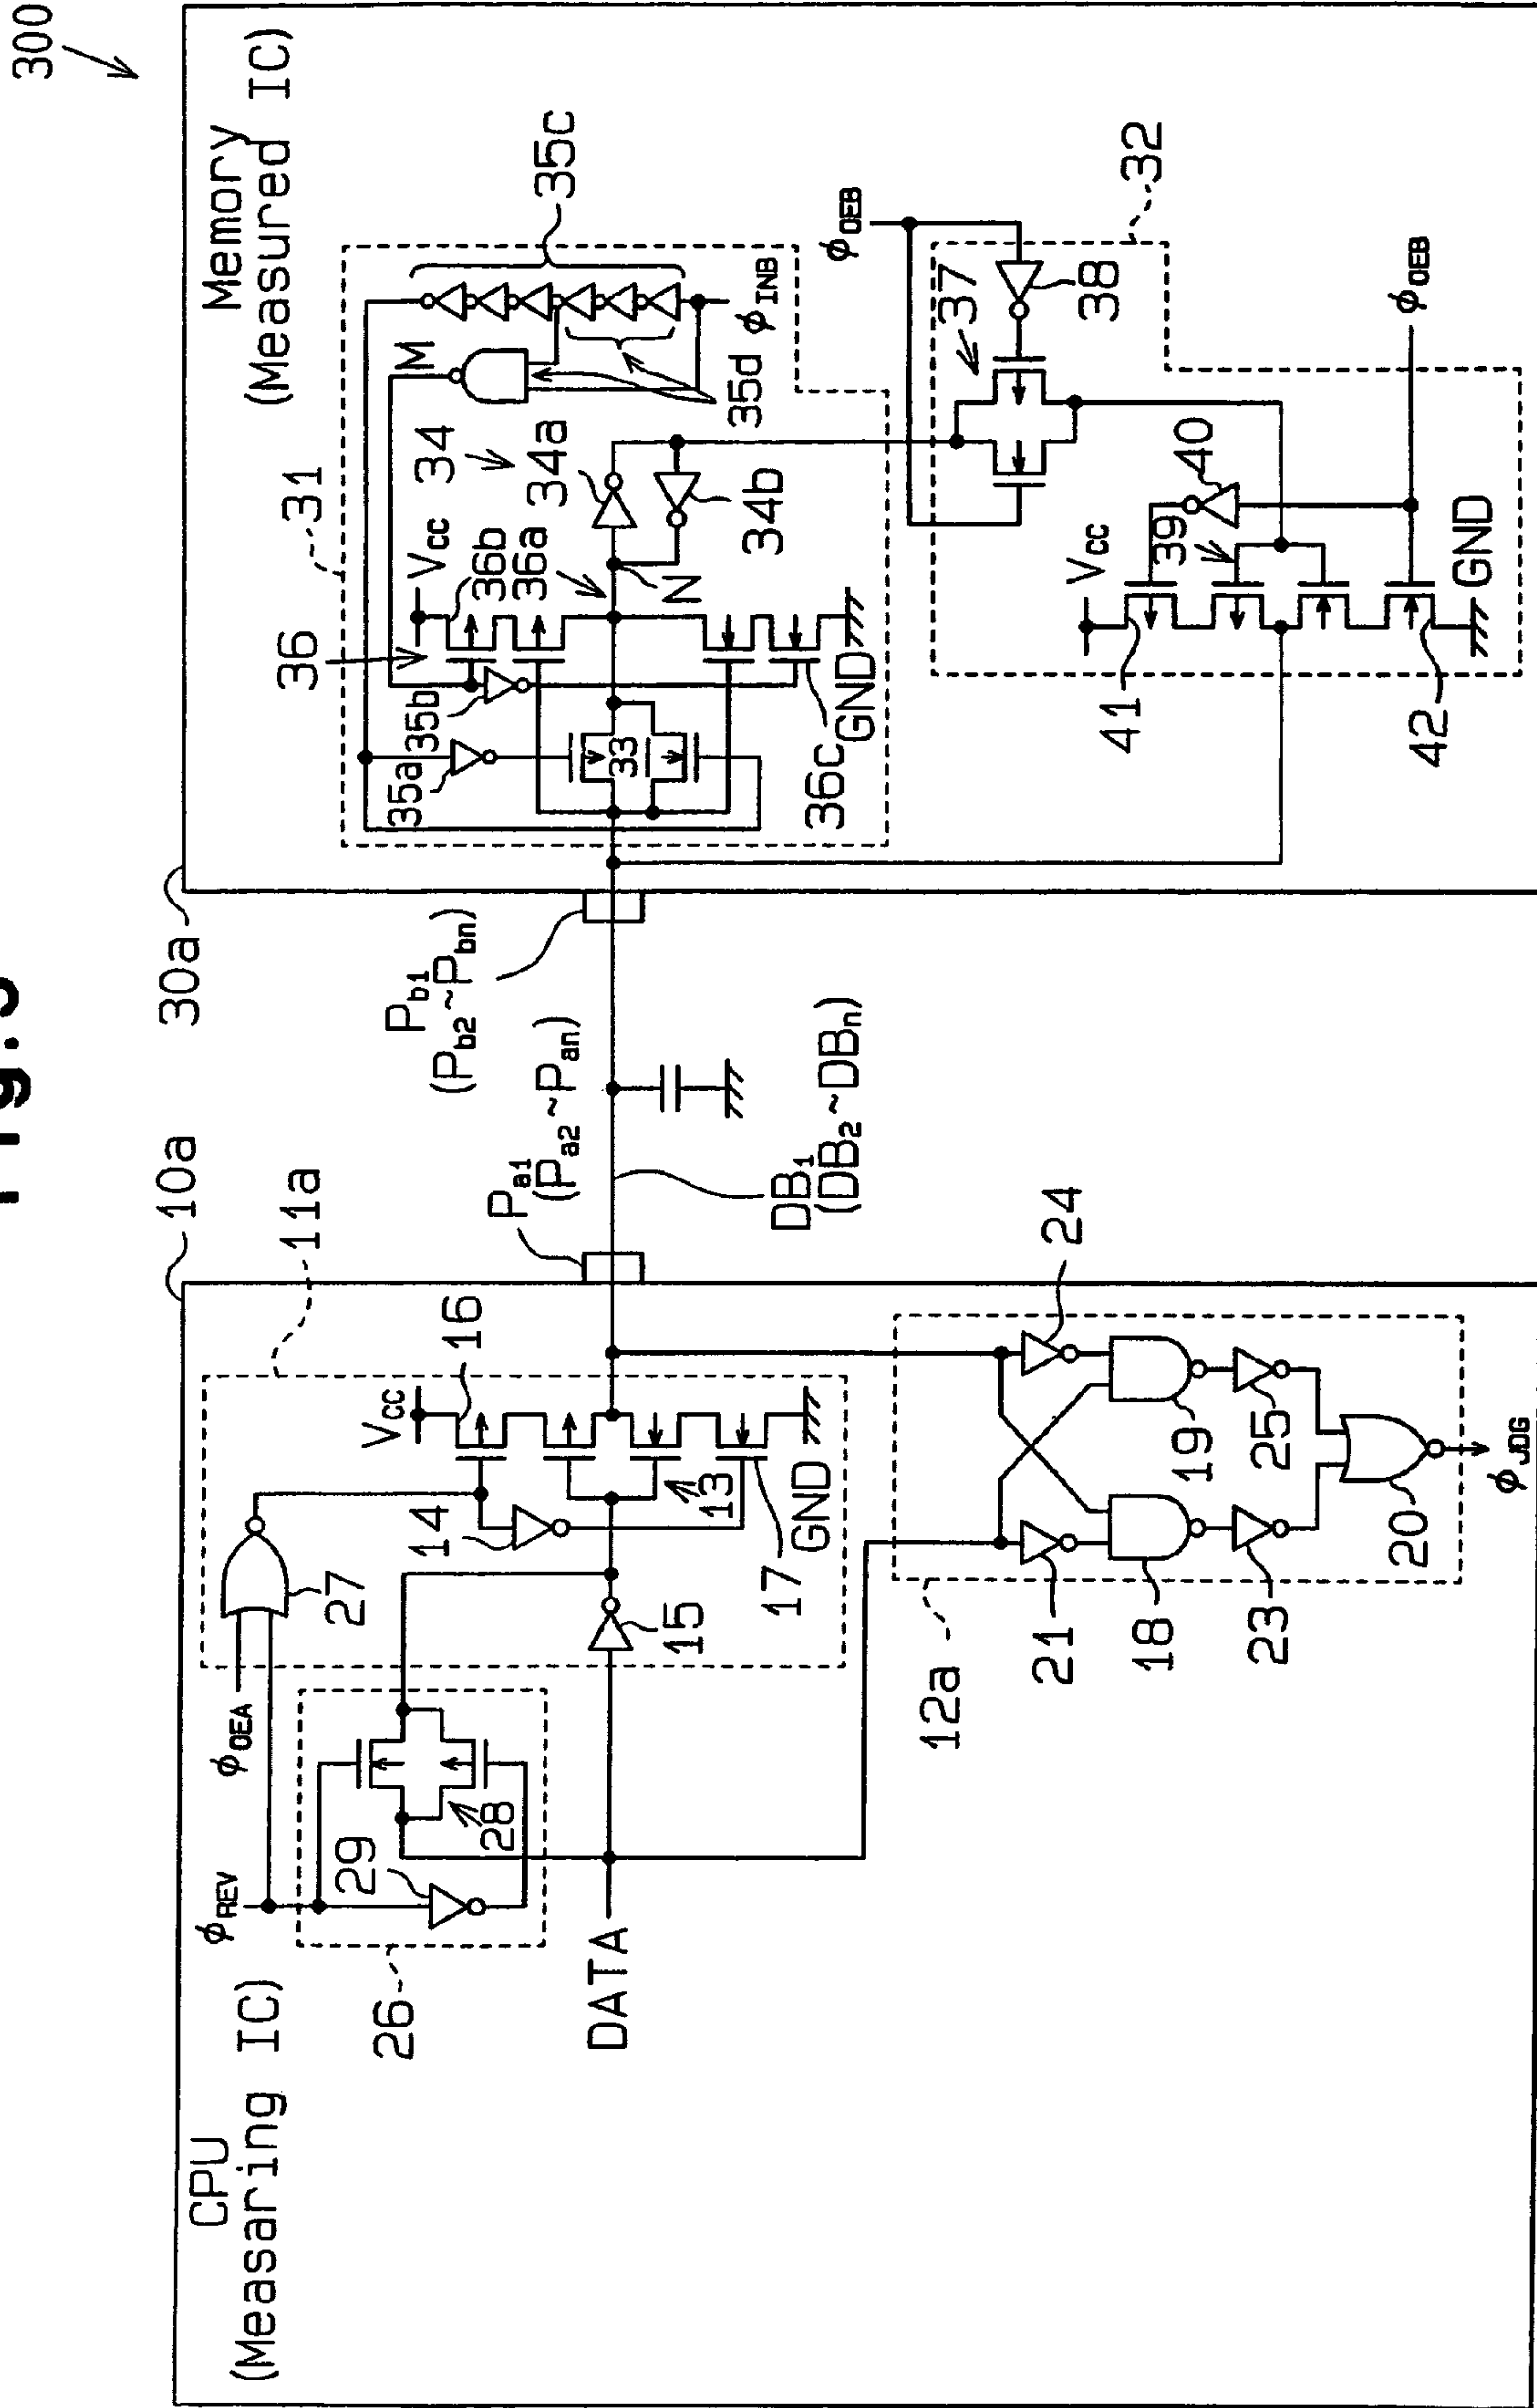 300
10a
30a
CPU
(Measaring IC)
Memory
(Measured IC)
11a
31
φREV
φOEA
27
26
29
28
DATA
15
14
16
VCC
13
17
GND
12a
21
24
18
19
23
25
20
φJDG
Pa1
(Pa2~Pan)
Pb1
(Pb2~Pbn)
DB1
(DB2~DBn)
35a
35b
36
VCC
36b
36a
33
36c
GND
34
34a
34b
N
M
35c
35d
φINB
φOEB
37
38
32
VCC
39
40
41
42
GND
φOEB